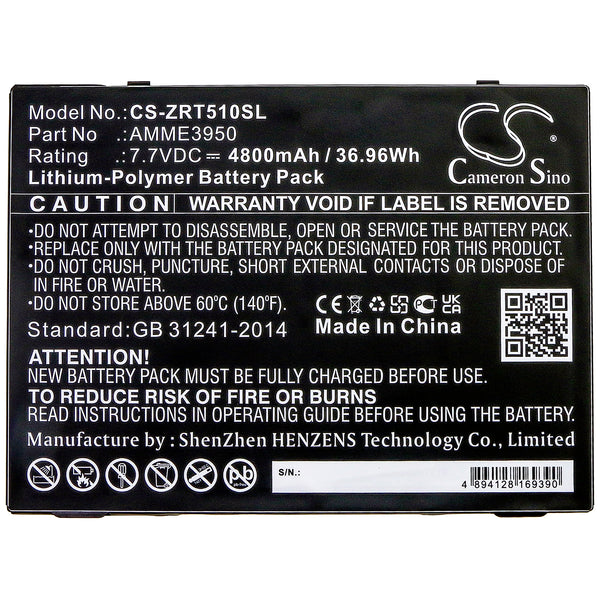 Model No.:CS-ZRT510SL
Part No :AMME3950
Rating :7.7VDC⎓4800mAh / 36.96Wh
Lithium-Polymer Battery Pack
CS
Cameron Sino
CAUTION WARRANTY VOID IF LABEL IS REMOVED
•DO NOT ATTEMPT TO DISASSEMBLE, OPEN OR SERVICE THE BATTERY PACK.
•REPLACE ONLY WITH THE BATTERY PACK DESIGNATED FOR THIS PRODUCT.
•DO NOT CRUSH, PUNCTURE, SHORT EXTERNAL CONTACTS OR DISPOSE OF
IN FIRE OR WATER.
•DO NOT STORE ABOVE 60℃ (140℉).
Standard:GB 31241-2014
CE FC UK CA
Made In China
ATTENTION:
NEW BATTERY PACK MUST BE FULLY CHARGED BEFORE USE.
TO REDUCE RISK OF FIRE OR BURNS
READ BATTERY OPERATING GUIDE BEFORE USING THE BATTERY.
Manufacture by : ShenZhen HENZENS Technology Co., Limited
pb
S/N.:
4 894128 169390